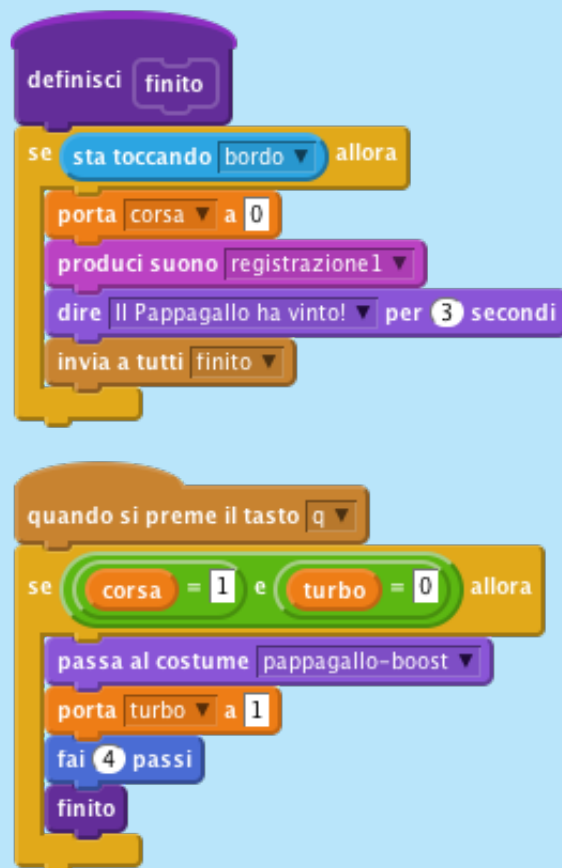 definisci finito
se sta toccando bordo allora
porta corsa a 0
produci suono registrazione1
dire Il Pappagallo ha vinto! per 3 secondi
invia a tutti finito
quando si preme il tasto q
se corsa = 1 e turbo = 0 allora
passa al costume pappagallo-boost
porta turbo a 1
fai 4 passi
finito